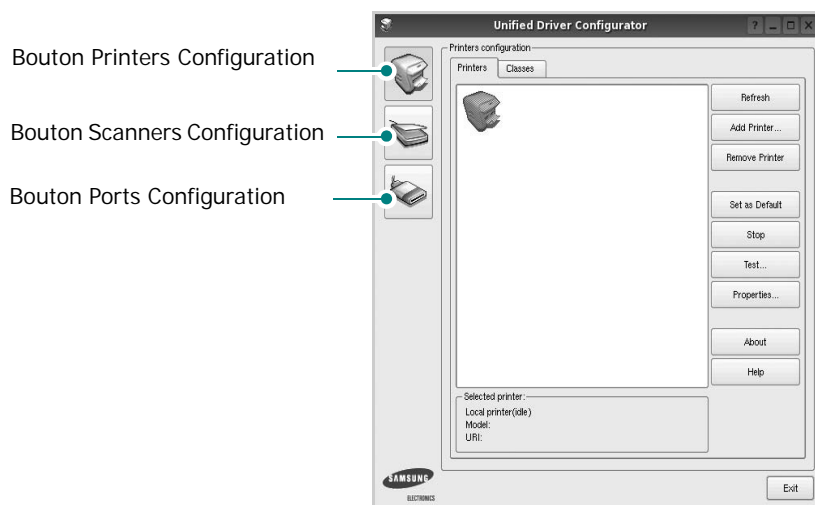 Unified Driver Configurator
Bouton Printers Configuration
Bouton Scanners Configuration
Bouton Ports Configuration
Printers configuration
Printers
Classes
Refresh
Add Printer...
Remove Printer
Set as Default
Stop
Test...
Properties...
About
Help
Selected printer:
Local printer(idle)
Model:
URI:
SAMSUNG
ELECTRONICS
Exit